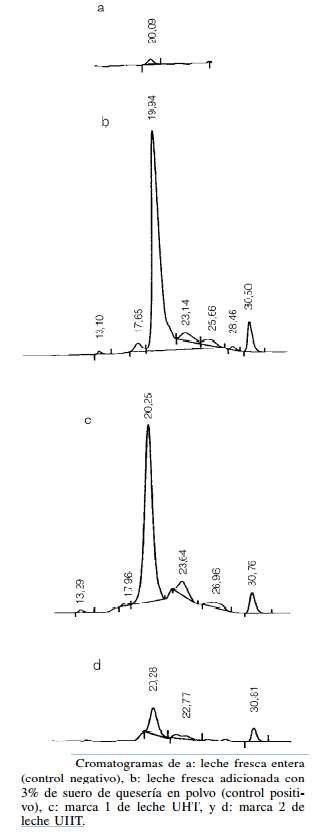 a
20,09
b
19,94
13,10
17,65
23,14
25,66
28,46
30,50
c
20,25
13,29
17,96
23,64
26,96
30,76
d
20,28
22,77
30,81
Cromatogramas de a: leche fresca entera
(control negativo), b: leche fresca adicionada con
3% de suero de quesería en polvo (control positi-
vo), c: marca 1 de leche UHT, y d: marca 2 de
leche UIIT.